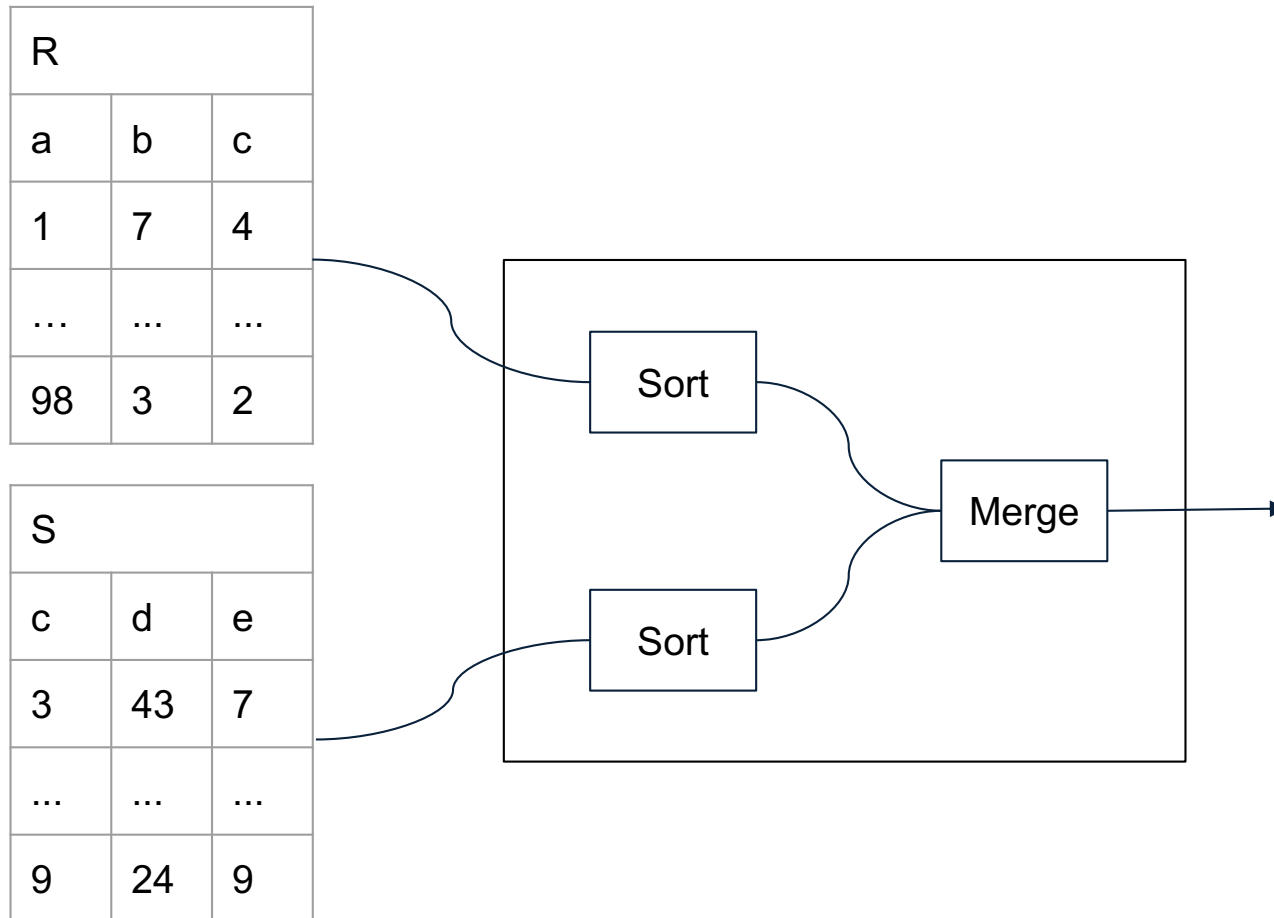 R
a b c
1 7 4
... ... ...
98 3 2
S
c d e
3 43 7
... ... ...
9 24 9
Sort
Sort
Merge